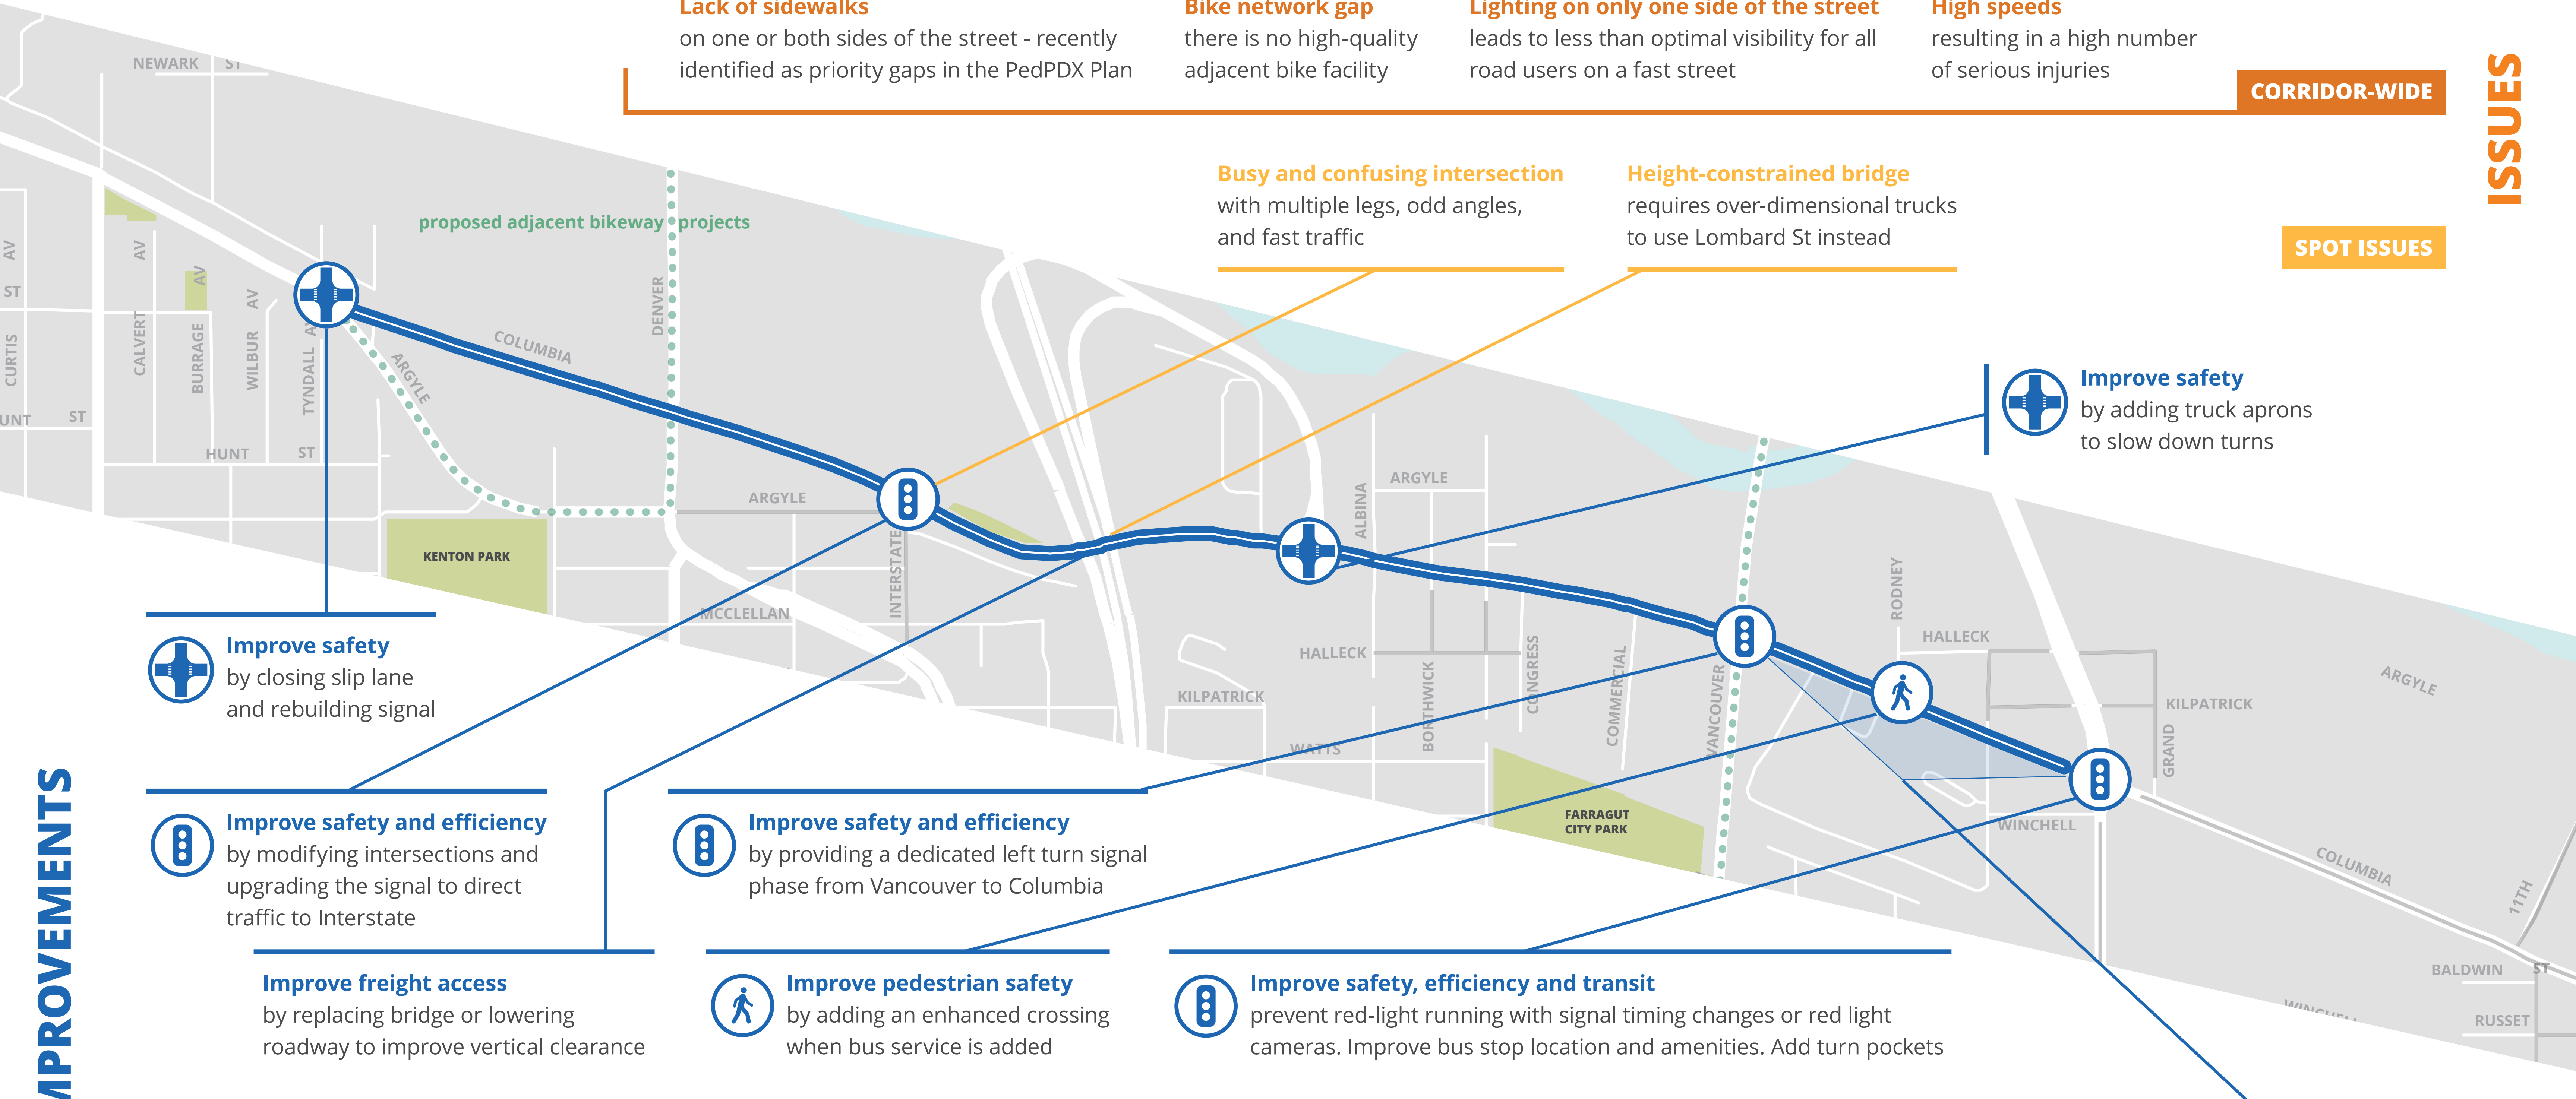 Lack of sidewalks
on one or both sides of the street - recently
identified as priority gaps in the PedPDX Plan
Bike network gap
there is no high-quality
adjacent bike facility
Lighting on only one side of the street
leads to less than optimal visibility for all
road users on a fast street
High speeds
resulting in a high number
of serious injuries
CORRIDOR-WIDE
ISSUES
Busy and confusing intersection
with multiple legs, odd angles,
and fast traffic
Height-constrained bridge
requires over-dimensional trucks
to use Lombard St instead
SPOT ISSUES
NEWARK ST
proposed adjacent bikeway projects
AV
AV
AV
AV
ST
CURTIS
CALVERT
BURRAGE
WILBUR
TYNDALL
ST
HUNT ST
ARGYLE
COLUMBIA
DENVER
KENTON PARK
ARGYLE
INTERSTATE
MCCLELLAN
ALBINA
ARGYLE
HALLECK
KILPATRICK
WATTS
BORTHWICK
CONGRESS
COMMERCIAL
VANCOUVER
FARRAGUT
CITY PARK
RODNEY
HALLECK
KILPATRICK
GRAND
ARGYLE
WINCHELL
COLUMBIA
11TH
BALDWIN ST
WINCHELL
RUSSET
Improve safety
by adding truck aprons
to slow down turns
Improve safety
by closing slip lane
and rebuilding signal
IMPROVEMENTS
Improve safety and efficiency
by modifying intersections and
upgrading the signal to direct
traffic to Interstate
Improve safety and efficiency
by providing a dedicated left turn signal
phase from Vancouver to Columbia
Improve freight access
by replacing bridge or lowering
roadway to improve vertical clearance
Improve pedestrian safety
by adding an enhanced crossing
when bus service is added
Improve safety, efficiency and transit
prevent red-light running with signal timing changes or red light
cameras. Improve bus stop location and amenities. Add turn pockets